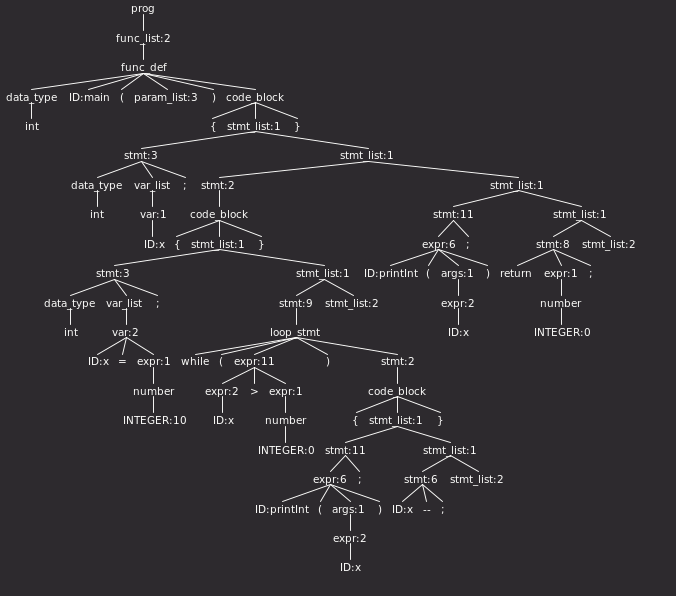 prog
func_list:2
func_def
data_type ID:main ( param_list:3 ) code_block
int { stmt_list:1 }
stmt:3 stmt_list:1
data_type var_list ; stmt:2 stmt_list:1
int var:1 code_block stmt:11 stmt_list:1
ID:x { stmt_list:1 } expr:6 ; stmt:8 stmt_list:2
stmt:3 stmt_list:1 ID:printInt ( args:1 ) return expr:1 ;
data_type var_list ; stmt:9 stmt_list:2 expr:2 number
int var:2 loop_stmt ID:x INTEGER:0
ID:x = expr:1 while ( expr:11 ) stmt:2
number expr:2 > expr:1 code_block
INTEGER:10 ID:x number { stmt_list:1 }
INTEGER:0 stmt:11 stmt_list:1
expr:6 ; stmt:6 stmt_list:2
ID:printInt ( args:1 ) ID:x -- ;
expr:2
ID:x